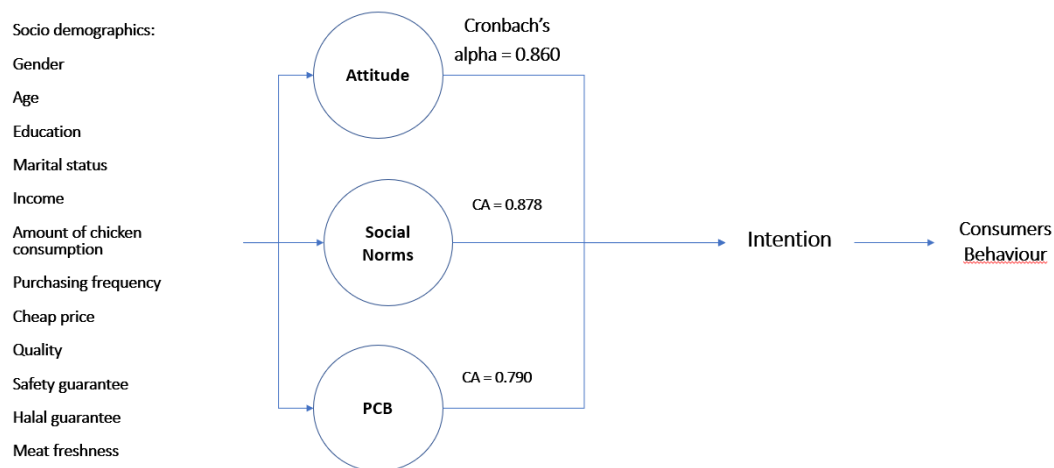 Socio demographics:
Gender
Age
Education
Marital status
Income
Amount of chicken
consumption
Purchasing frequency
Cheap price
Quality
Safety guarantee
Halal guarantee
Meat freshness
Attitude
Cronbach's
alpha = 0.860
Social
Norms
CA = 0.878
PCB
CA = 0.790
Intention
Consumers
Behaviour